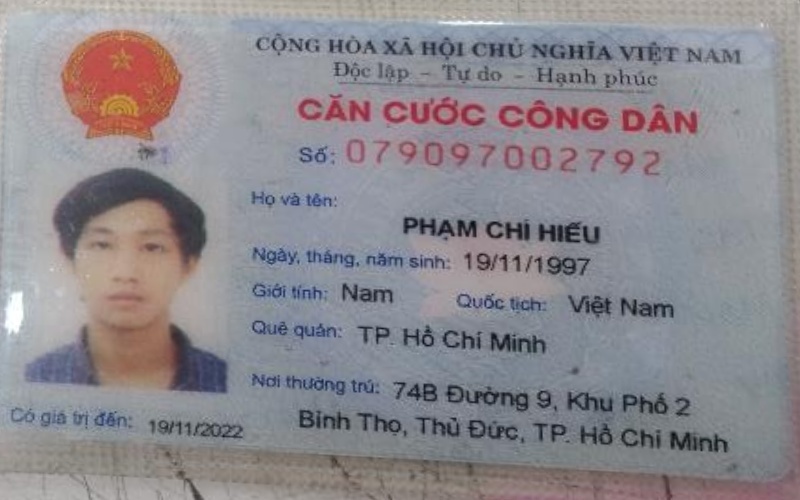 CỘNG HÒA XÃ HỘI CHỦ NGHĨA VIỆT NAM
Độc lập - Tự do - Hạnh phúc
CĂN CƯỚC CÔNG DÂN
Số: 079097002792
Họ và tên:
PHẠM CHÍ HIẾU
Ngày, tháng, năm sinh: 19/11/1997
Giới tính: Nam Quốc tịch: Việt Nam
Quê quán: TP. Hồ Chí Minh
Nơi thường trú: 74B Đường 9, Khu Phố 2
Bình Thọ, Thủ Đức, TP. Hồ Chí Minh
Có giá trị đến: 19/11/2022